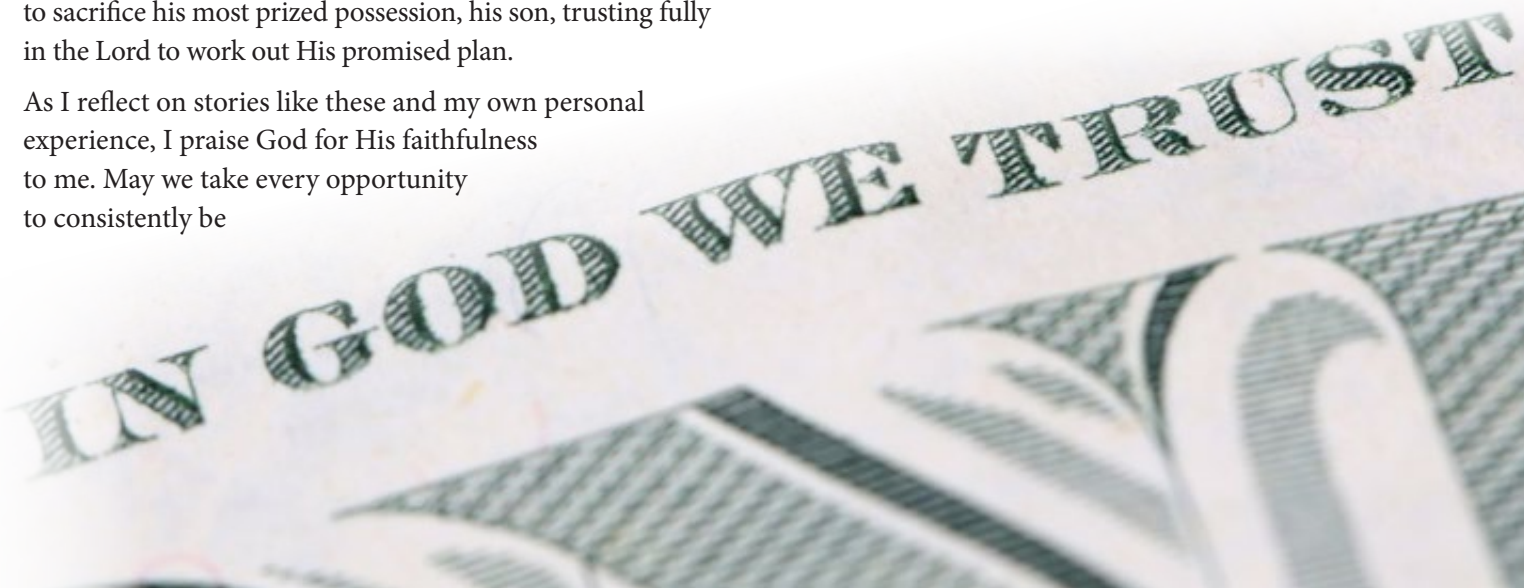 to sacrifice his most prized possession, his son, trusting fully
in the Lord to work out His promised plan.
As I reflect on stories like these and my own personal
experience, I praise God for His faithfulness
to me. May we take every opportunity
to consistently be
IN GOD WE TRUST